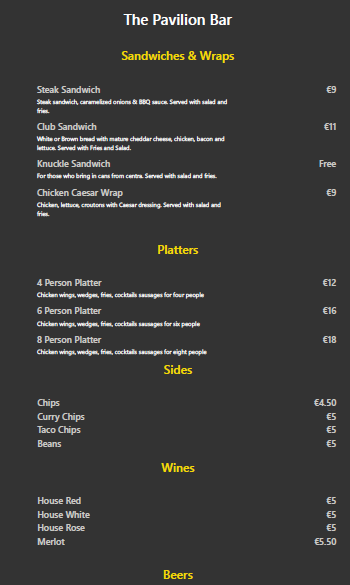 The Pavilion Bar
Sandwiches & Wraps
Steak Sandwich €9
Steak sandwich, caramelized onions & BBQ sauce. Served with salad and
fries.
Club Sandwich €11
White or Brown bread with mature cheddar cheese, chicken, bacon and
lettuce. Served with Fries and Salad.
Knuckle Sandwich Free
For those who bring in cans from centra. Served with salad and fries.
Chicken Caesar Wrap €9
Chicken, lettuce, croutons with Caesar dressing. Served with salad and
fries.
Platters
4 Person Platter €12
Chicken wings, wedges, fries, cocktails sausages for four people
6 Person Platter €16
Chicken wings, wedges, fries, cocktails sausages for six people
8 Person Platter €18
Chicken wings, wedges, fries, cocktails sausages for eight people
Sides
Chips €4.50
Curry Chips €5
Taco Chips €5
Beans €5
Wines
House Red €5
House White €5
House Rose €5
Merlot €5.50
Beers